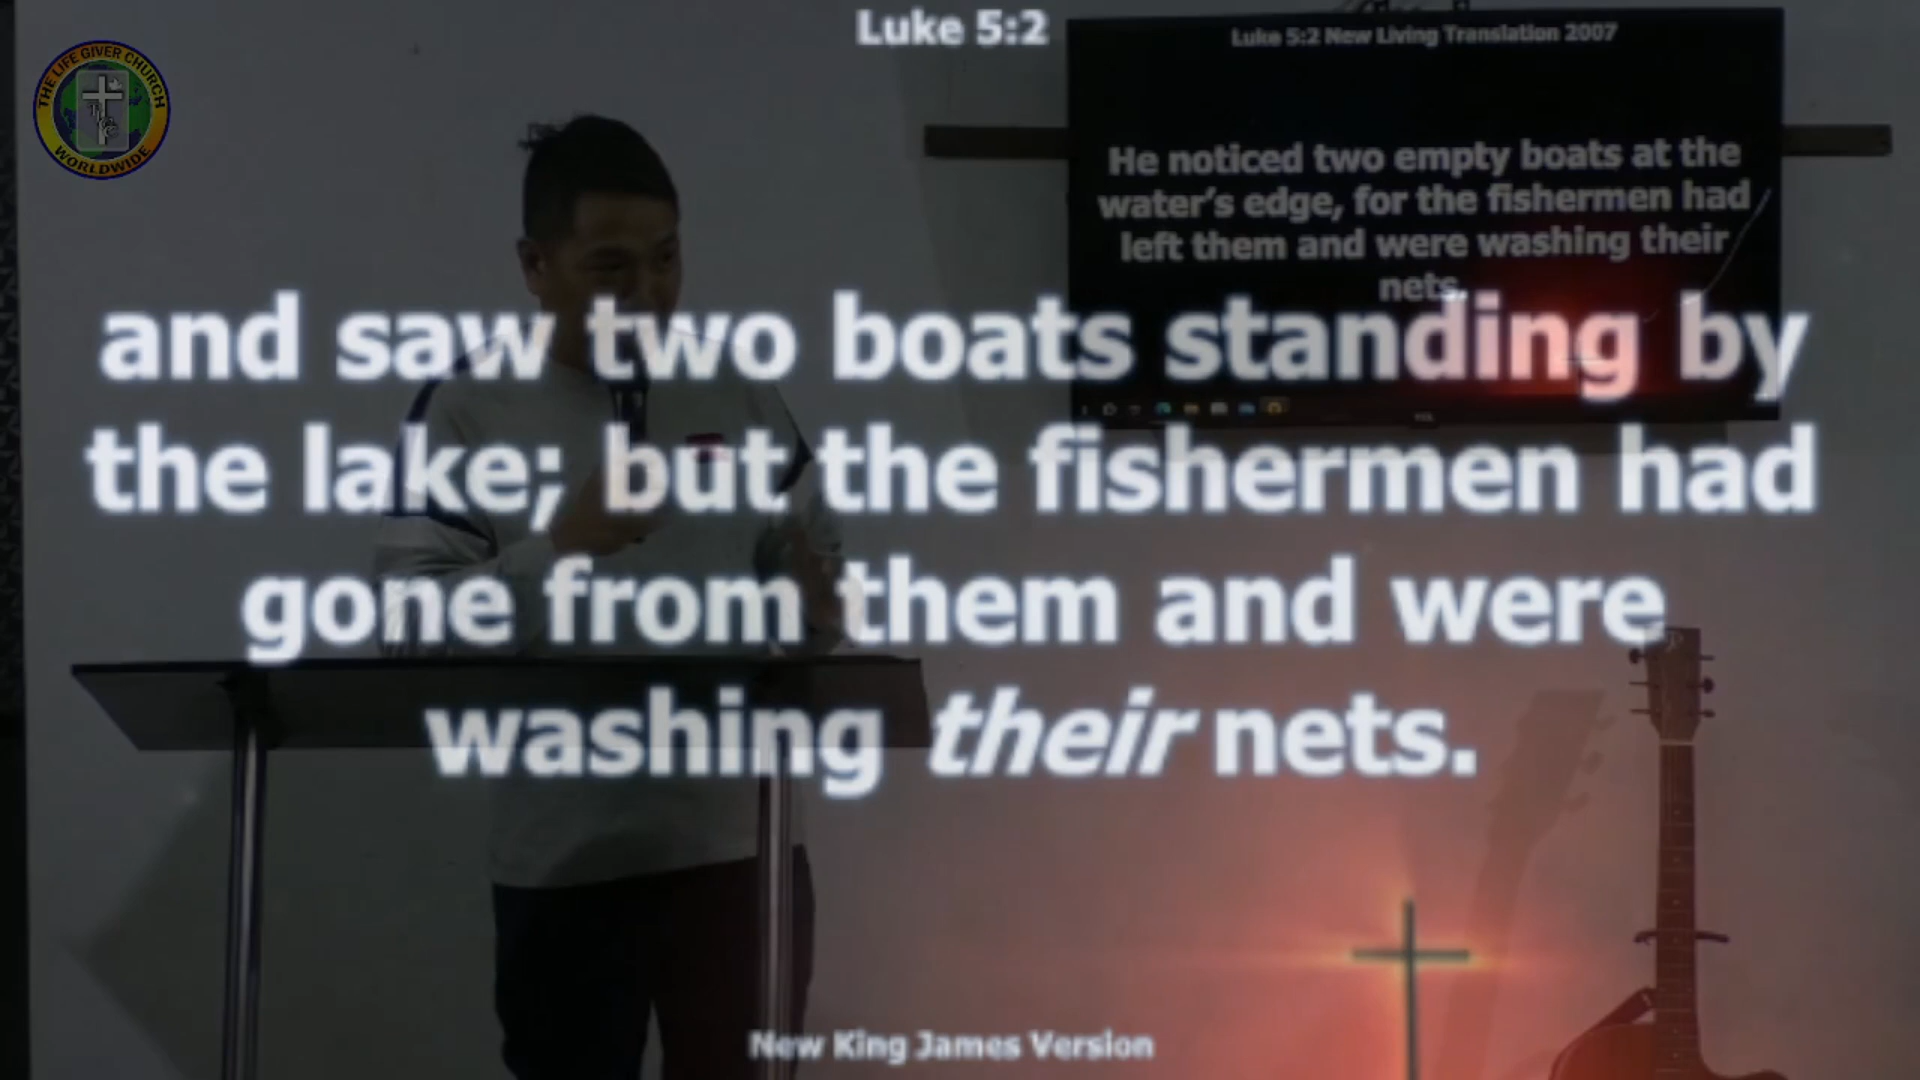 Luke 5:2
Luke 5:2 New Living Translation 2007
THE LIFE GIVER CHURCH
WORLDWIDE
He noticed two empty boats at the
water's edge, for the fishermen had
left them and were washing their
nets.
and saw two boats standing by
the lake; but the fishermen had
gone from them and were
washing their nets.
New King James Version